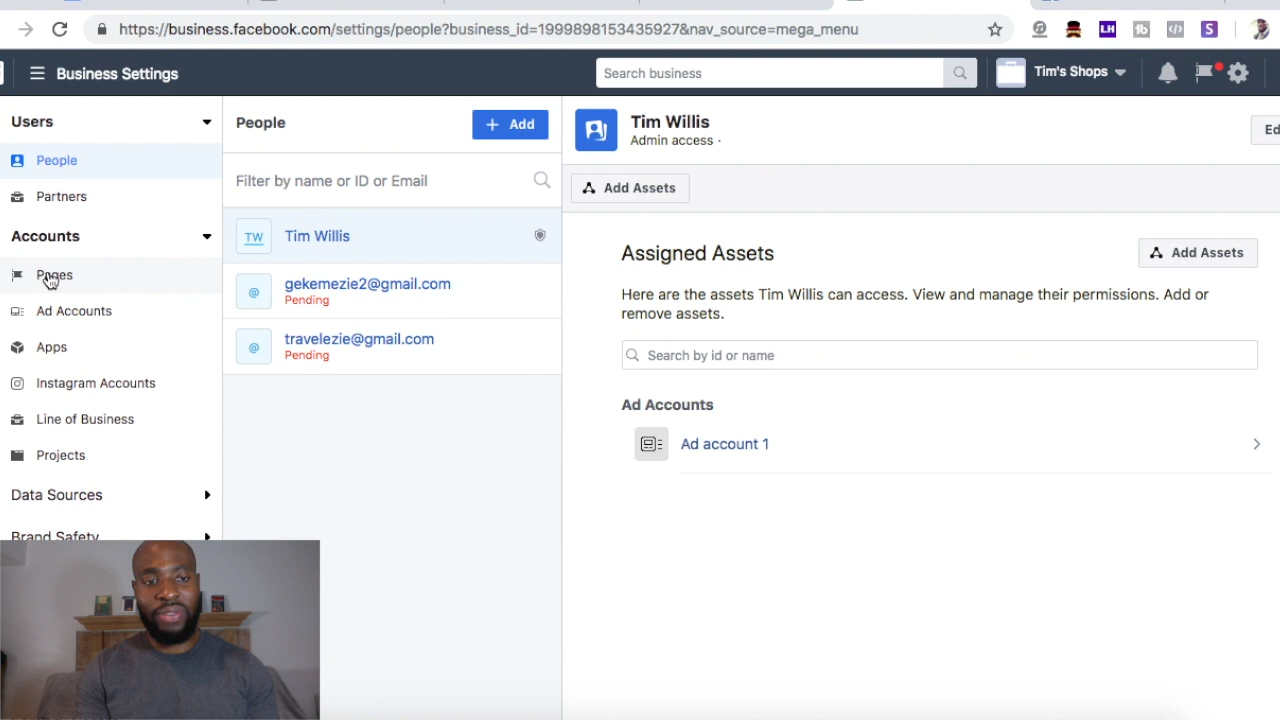 https://business.facebook.com/settings/people?business_id=1999898153435927&nav_source=mega_menu
LH
tb
S
Business Settings
Search business
Tim's Shops
Users
People
Partners
Accounts
Pages
Ad Accounts
Apps
Instagram Accounts
Line of Business
Projects
Data Sources
Brand Safety
People
+ Add
Filter by name or ID or Email
TW
Tim Willis
@
gekemezie2@gmail.com
Pending
@
travelezie@gmail.com
Pending
Tim Willis
Admin access ·
Ed
Add Assets
Assigned Assets
Add Assets
Here are the assets Tim Willis can access. View and manage their permissions. Add or
remove assets.
Search by id or name
Ad Accounts
Ad account 1